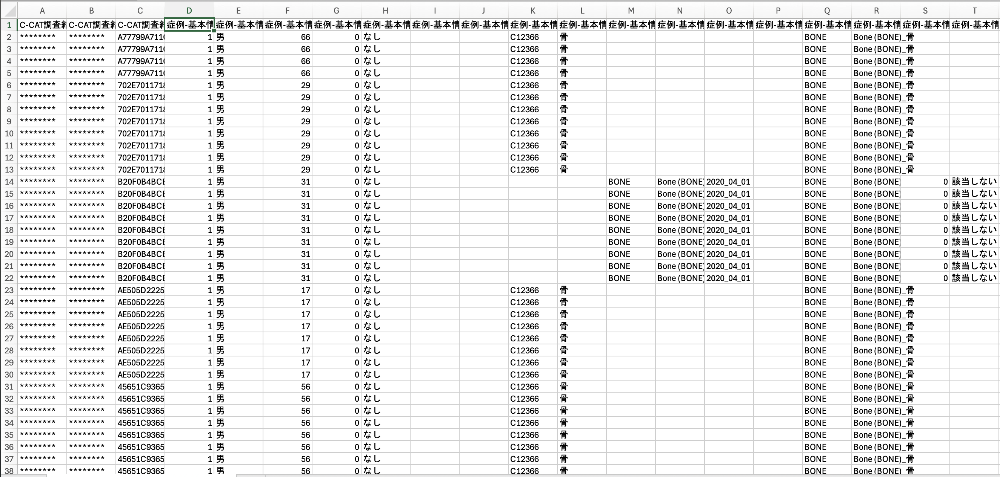 A B C D E F G H I J K L M N O P Q R S T
1 C-CAT調査結 C-CAT調査結 C-CAT調査結 症例-基本情 症例-基本情 症例-基本情 症例-基本情 症例-基本情 症例-基本情 症例-基本情 症例-基本情 症例-基本情 症例-基本情 症例-基本情 症例-基本情 症例-基本情 症例-基本情 症例-基本情 症例-基本情 症例-基本情
2 ******** ******** A77799A711 1 男 66 0 なし C12366 骨 BONE Bone (BONE)_骨
3 ******** ******** A77799A711 1 男 66 0 なし C12366 骨 BONE Bone (BONE)_骨
4 ******** ******** A77799A711 1 男 66 0 なし C12366 骨 BONE Bone (BONE)_骨
5 ******** ******** A77799A711 1 男 66 0 なし C12366 骨 BONE Bone (BONE)_骨
6 ******** ******** 702E701171 1 男 29 0 なし C12366 骨 BONE Bone (BONE)_骨
7 ******** ******** 702E701171 1 男 29 0 なし C12366 骨 BONE Bone (BONE)_骨
8 ******** ******** 702E701171 1 男 29 0 なし C12366 骨 BONE Bone (BONE)_骨
9 ******** ******** 702E701171 1 男 29 0 なし C12366 骨 BONE Bone (BONE)_骨
10 ******** ******** 702E701171 1 男 29 0 なし C12366 骨 BONE Bone (BONE)_骨
11 ******** ******** 702E701171 1 男 29 0 なし C12366 骨 BONE Bone (BONE)_骨
12 ******** ******** 702E701171 1 男 29 0 なし C12366 骨 BONE Bone (BONE)_骨
13 ******** ******** 702E701171 1 男 29 0 なし C12366 骨 BONE Bone (BONE)_骨
14 ******** ******** B20F0B4BCE 1 男 31 0 なし BONE Bone (BONE) 2020_04_01 BONE Bone (BONE) 0 該当しない
15 ******** ******** B20F0B4BCE 1 男 31 0 なし BONE Bone (BONE) 2020_04_01 BONE Bone (BONE) 0 該当しない
16 ******** ******** B20F0B4BCE 1 男 31 0 なし BONE Bone (BONE) 2020_04_01 BONE Bone (BONE) 0 該当しない
17 ******** ******** B20F0B4BCE 1 男 31 0 なし BONE Bone (BONE) 2020_04_01 BONE Bone (BONE) 0 該当しない
18 ******** ******** B20F0B4BCE 1 男 31 0 なし BONE Bone (BONE) 2020_04_01 BONE Bone (BONE) 0 該当しない
19 ******** ******** B20F0B4BCE 1 男 31 0 なし BONE Bone (BONE) 2020_04_01 BONE Bone (BONE) 0 該当しない
20 ******** ******** B20F0B4BCE 1 男 31 0 なし BONE Bone (BONE) 2020_04_01 BONE Bone (BONE) 0 該当しない
21 ******** ******** B20F0B4BCE 1 男 31 0 なし BONE Bone (BONE) 2020_04_01 BONE Bone (BONE) 0 該当しない
22 ******** ******** B20F0B4BCE 1 男 31 0 なし BONE Bone (BONE) 2020_04_01 BONE Bone (BONE) 0 該当しない
23 ******** ******** AE505D2225 1 男 17 0 なし C12366 骨 BONE Bone (BONE)_骨
24 ******** ******** AE505D2225 1 男 17 0 なし C12366 骨 BONE Bone (BONE)_骨
25 ******** ******** AE505D2225 1 男 17 0 なし C12366 骨 BONE Bone (BONE)_骨
26 ******** ******** AE505D2225 1 男 17 0 なし C12366 骨 BONE Bone (BONE)_骨
27 ******** ******** AE505D2225 1 男 17 0 なし C12366 骨 BONE Bone (BONE)_骨
28 ******** ******** AE505D2225 1 男 17 0 なし C12366 骨 BONE Bone (BONE)_骨
29 ******** ******** AE505D2225 1 男 17 0 なし C12366 骨 BONE Bone (BONE)_骨
30 ******** ******** AE505D2225 1 男 17 0 なし C12366 骨 BONE Bone (BONE)_骨
31 ******** ******** 45651C9365 1 男 56 0 なし C12366 骨 BONE Bone (BONE)_骨
32 ******** ******** 45651C9365 1 男 56 0 なし C12366 骨 BONE Bone (BONE)_骨
33 ******** ******** 45651C9365 1 男 56 0 なし C12366 骨 BONE Bone (BONE)_骨
34 ******** ******** 45651C9365 1 男 56 0 なし C12366 骨 BONE Bone (BONE)_骨
35 ******** ******** 45651C9365 1 男 56 0 なし C12366 骨 BONE Bone (BONE)_骨
36 ******** ******** 45651C9365 1 男 56 0 なし C12366 骨 BONE Bone (BONE)_骨
37 ******** ******** 45651C9365 1 男 56 0 なし C12366 骨 BONE Bone (BONE)_骨
38 ******** ******** 45651C9365 1 男 56 0 なし C12366 骨 BONE Bone (BONE)_骨